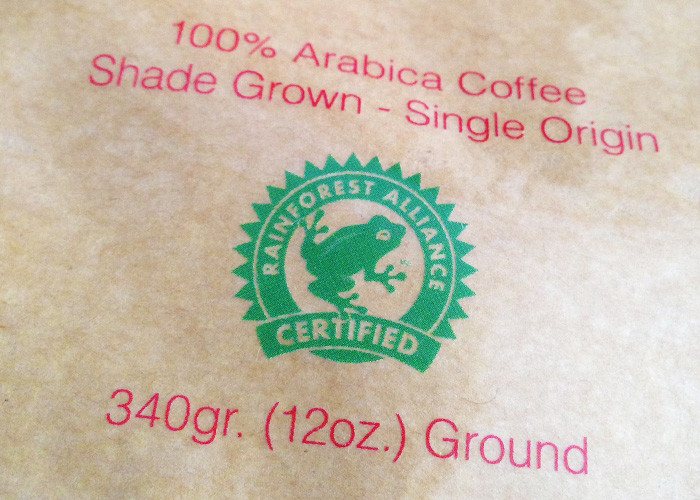 100% Arabica Coffee
Shade Grown - Single Origin
RAINFOREST ALLIANCE
CERTIFIED
340gr. (12oz.) Ground